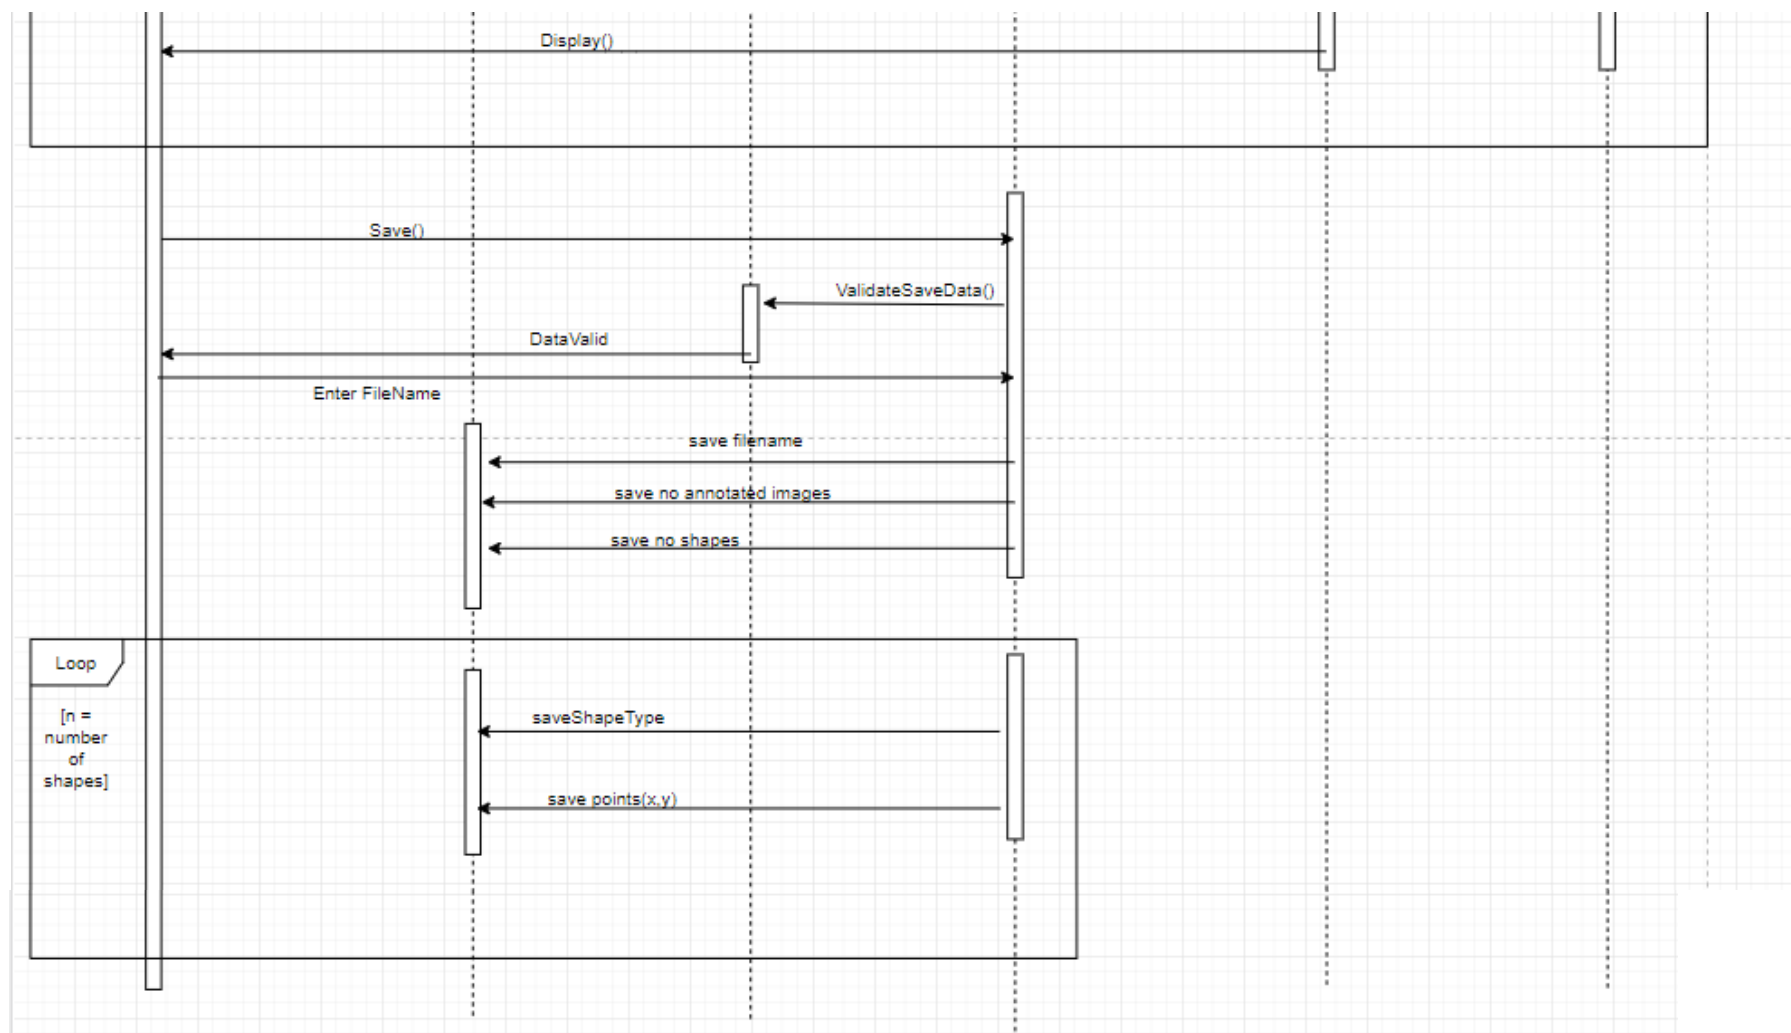 Display()
Save()
ValidateSaveData()
DataValid
Enter FileName
save filename
save no annotated images
save no shapes
Loop
[n =
number
of
shapes]
saveShapeType
save points(x,y)